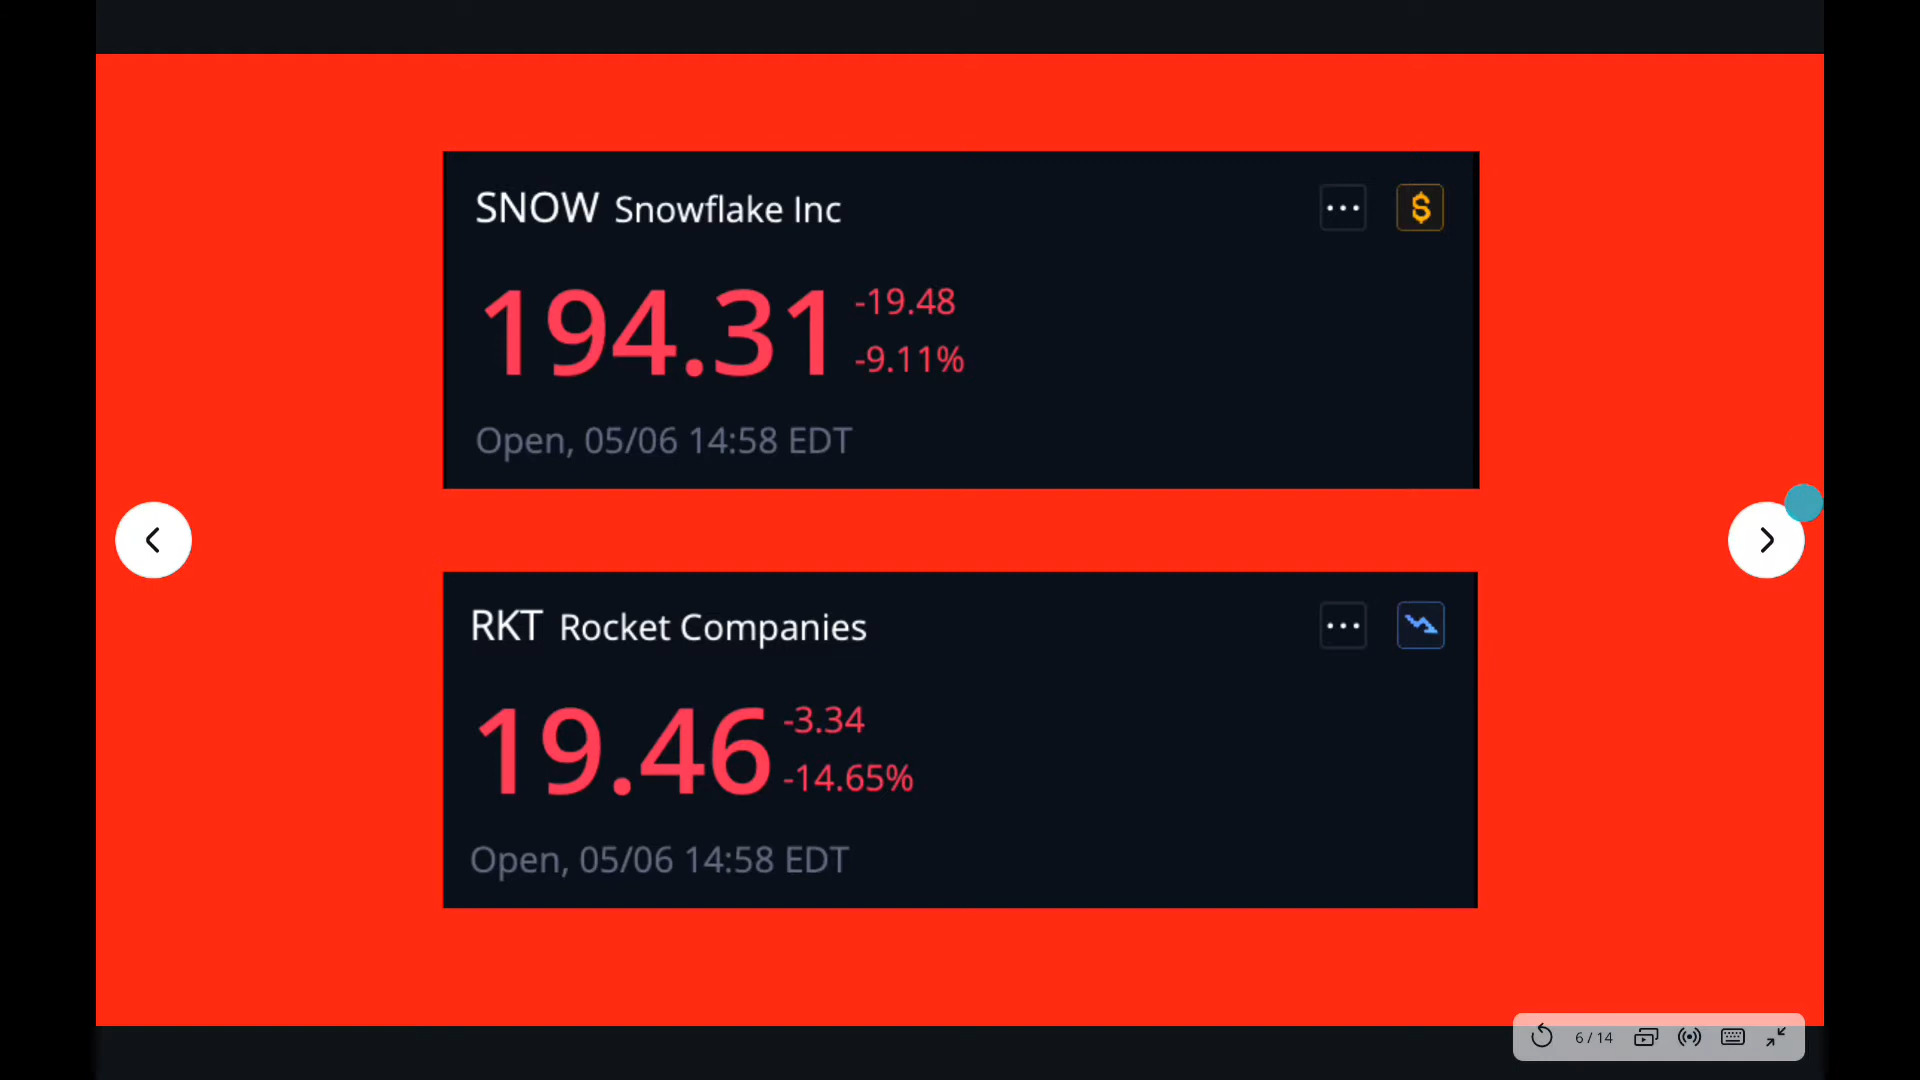 SNOW Snowflake Inc
$
194.31
-19.48
-9.11%
Open, 05/06 14:58 EDT
RKT Rocket Companies
19.46
-3.34
-14.65%
Open, 05/06 14:58 EDT
6 / 14